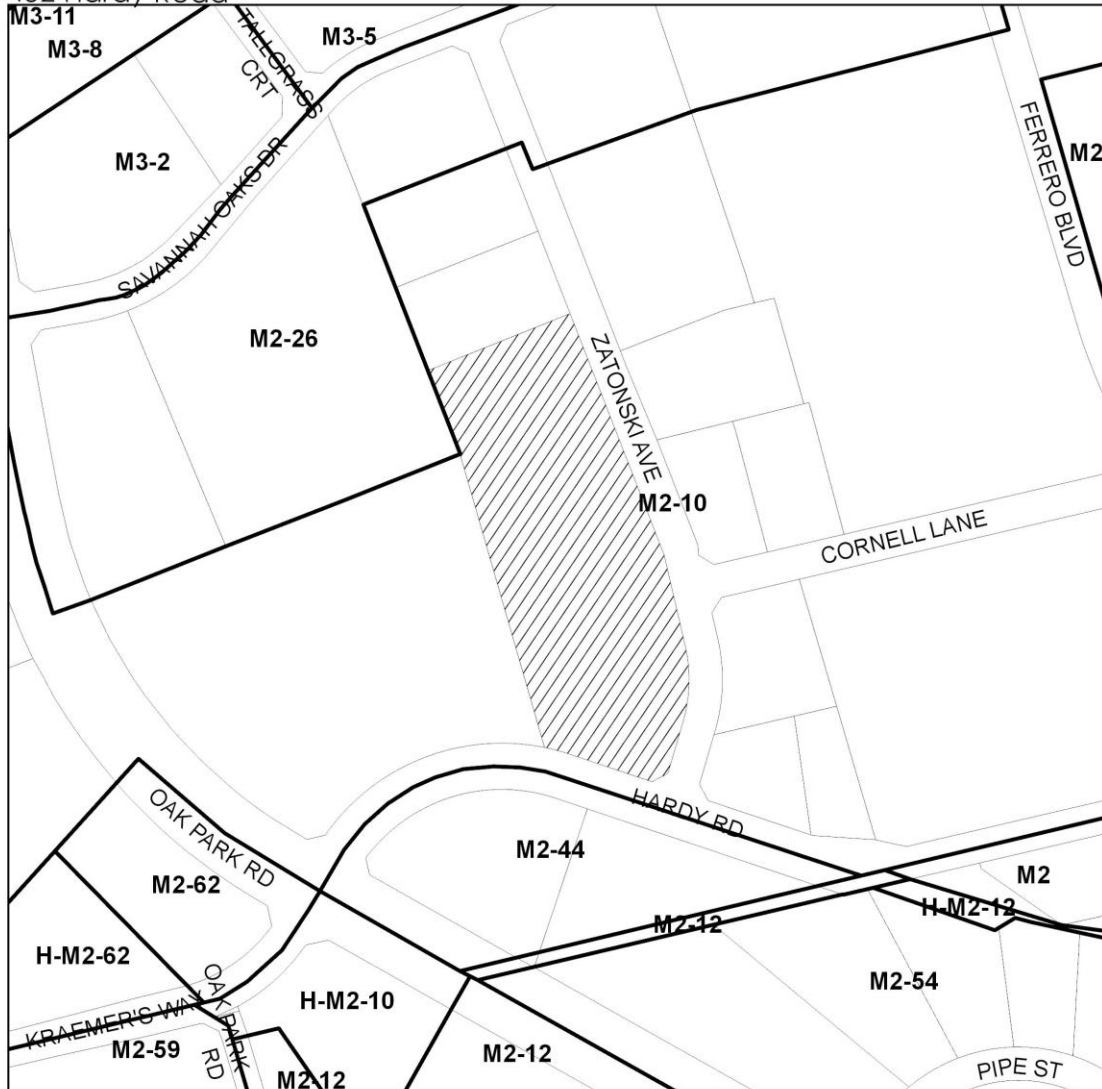 M3-11
M3-8
TALLGRASS
CRT
M3-5
M3-2
SAVANNAH OAKS DR
FERRERO BLVD
M2
M2-26
ZATONSKI AVE
M2-10
CORNELL LANE
HARDY RD
OAK PARK RD
M2-44
M2-62
M2
H-M2-12
M2-12
H-M2-62
M2-54
OAK PARK
RD
H-M2-10
KRAEMER'S WAY
M2-59
M2-12
M2-12
PIPE ST